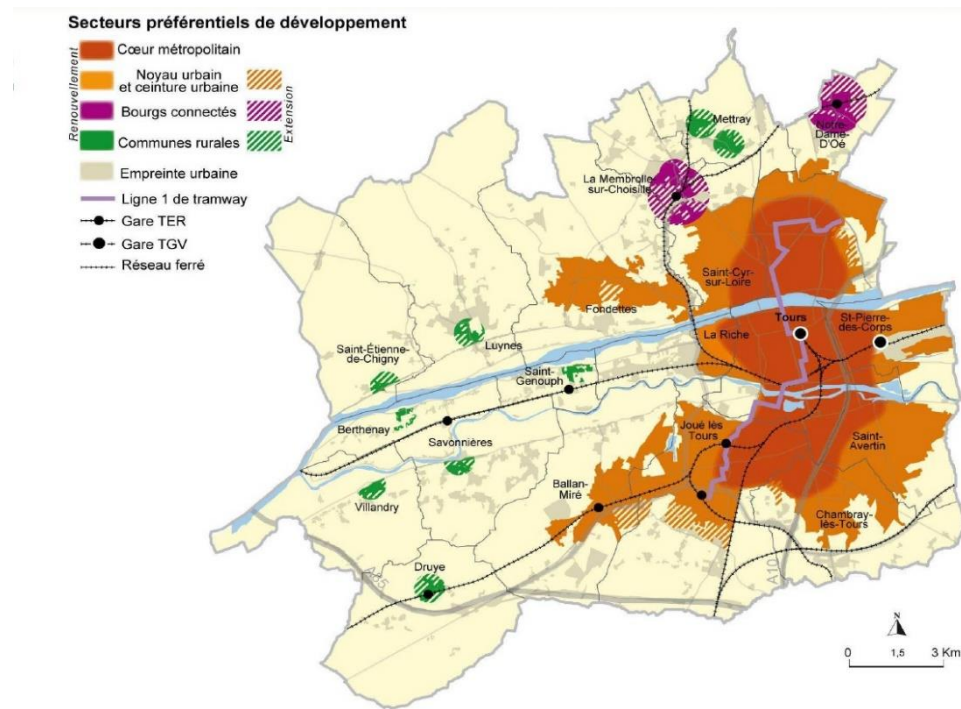 Secteurs préférentiels de développement
Renouvellement
Cœur métropolitain
Noyau urbain
et ceinture urbaine
Bourgs connectés
Communes rurales
Extension
Empreinte urbaine
Ligne 1 de tramway
Gare TER
Gare TGV
Réseau ferré
Mettray
Notre-
Dame-
D'Oé
La Membrolle
-sur-Choisille
Saint-Cyr-
sur-Loire
Fondettes
Tours
St-Pierre-
des-Corps
La Riche
Luynes
Saint-Étienne-
de-Chigny
Saint-
Genouph
Berthenay
Savonnières
Joué lès
Tours
Saint-
Avertin
Ballan-
Miré
Villandry
Chambray-
lès-Tours
Druye
A85
A10
N
0 1,5 3 Km